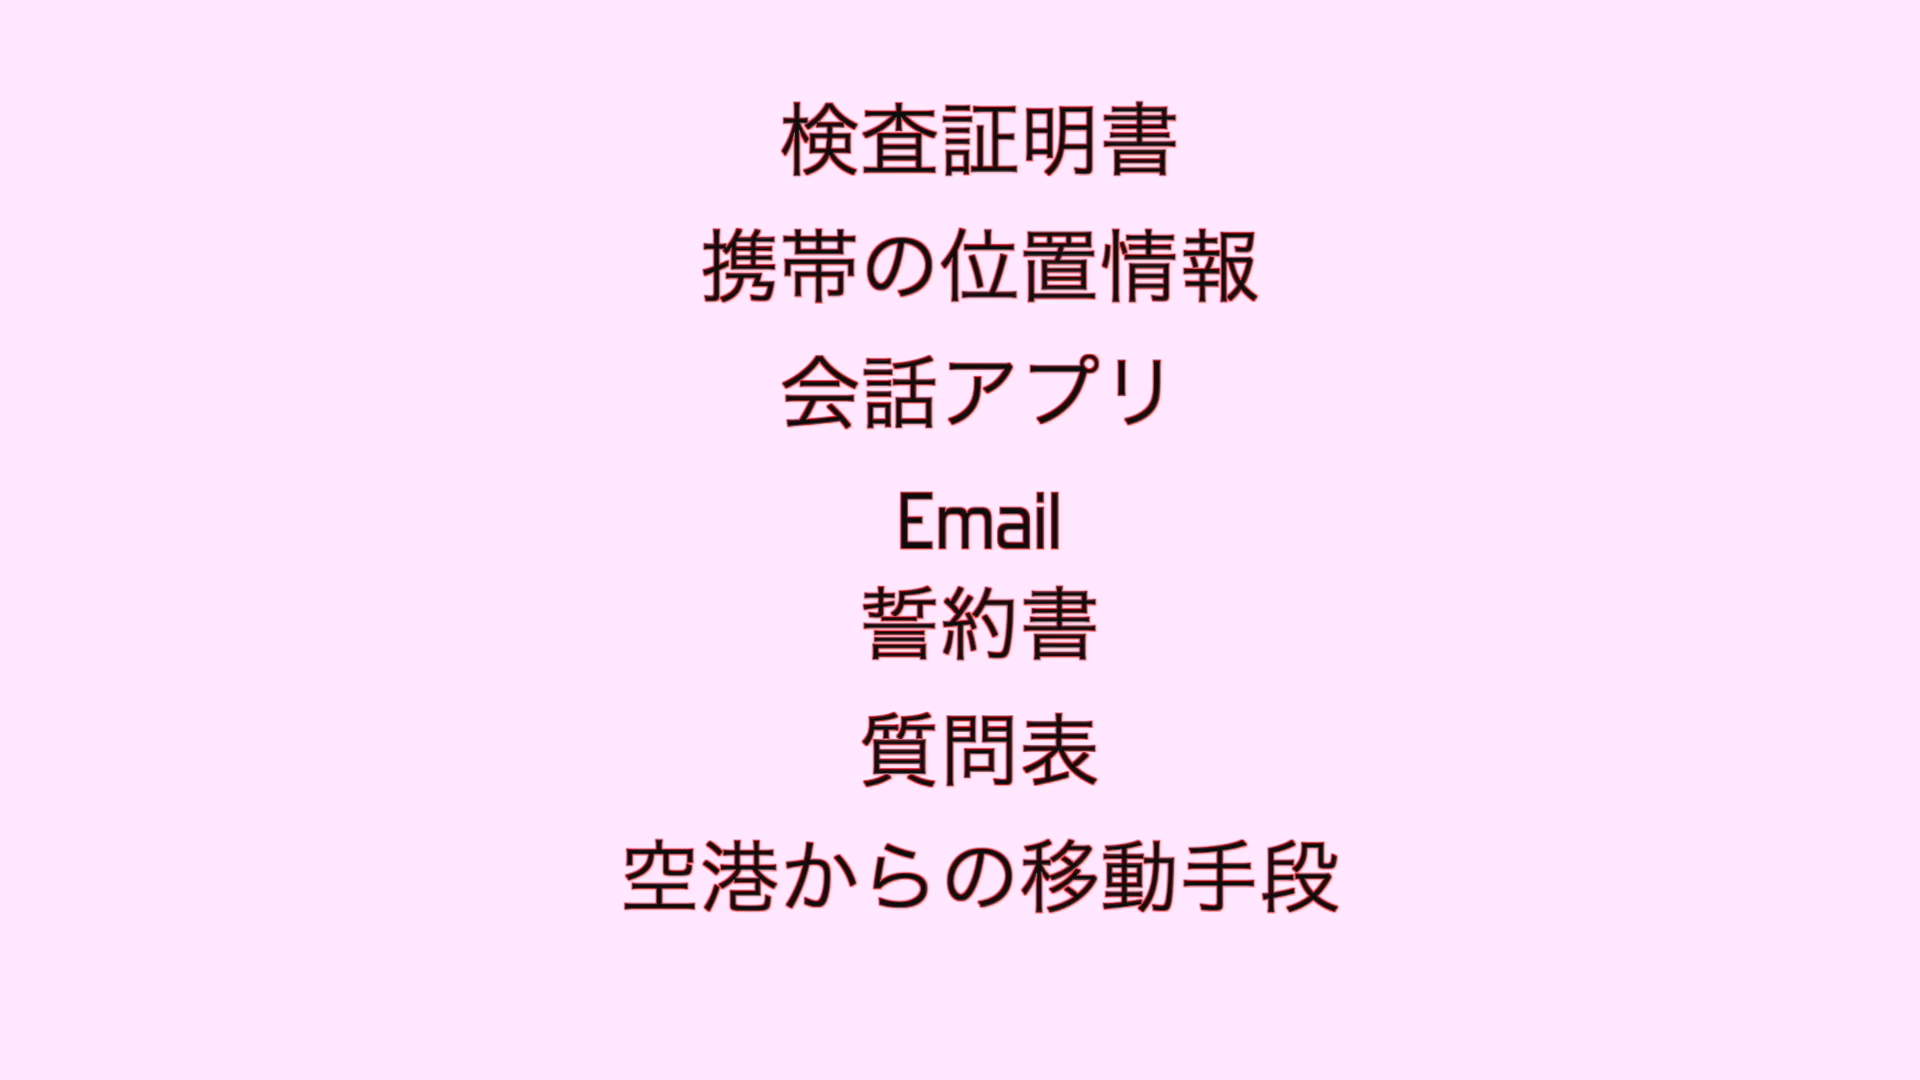 検査証明書
携帯の位置情報
会話アプリ
Email
誓約書
質問表
空港からの移動手段